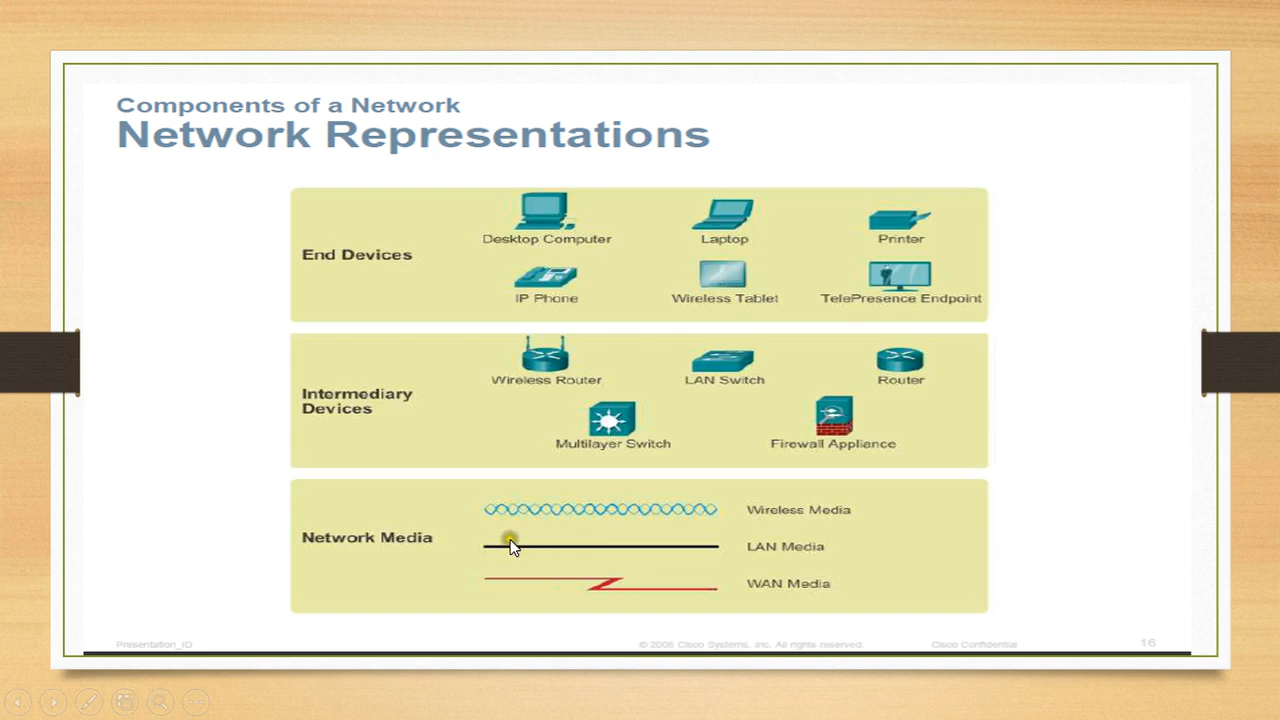 Components of a Network
Network Representations
End Devices
Desktop Computer
Laptop
Printer
IP Phone
Wireless Tablet
TelePresence Endpoint
Intermediary
Devices
Wireless Router
LAN Switch
Router
Multilayer Switch
Firewall Appliance
Network Media
Wireless Media
LAN Media
WAN Media
Presentation_ID
© 2008 Cisco Systems, Inc. All rights reserved.
Cisco Confidential
16